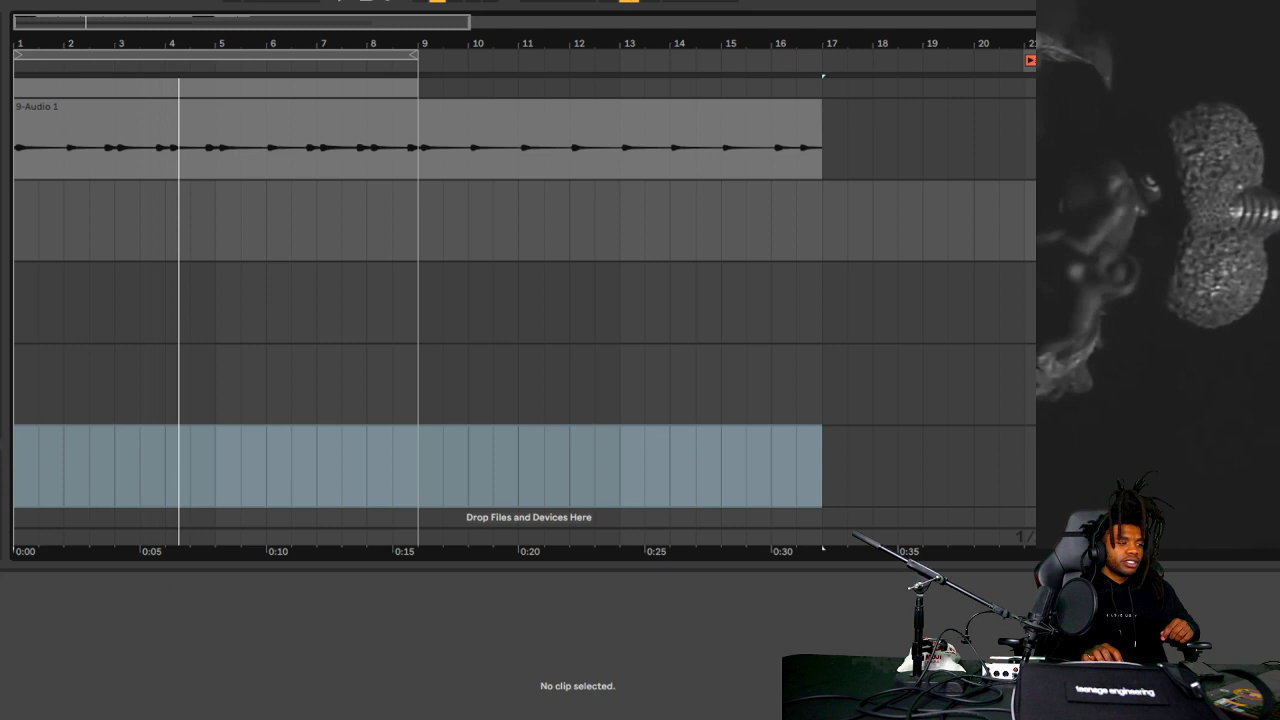 1 2 3 4 5 6 7 8 9 10 11 12 13 14 15 16 17 18 19 20
9-Audio 1
Drop Files and Devices Here
0:00 0:05 0:10 0:15 0:20 0:25 0:30 0:35
No clip selected.
teenage engineering